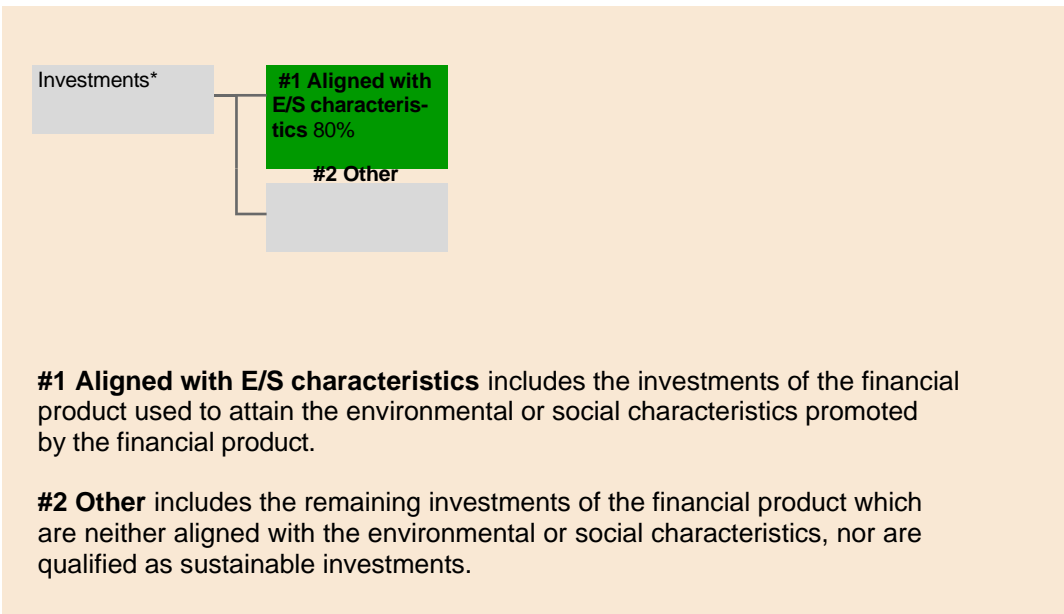 Investments*
#1 Aligned with
E/S characteris-
tics 80%
#2 Other
#1 Aligned with E/S characteristics includes the investments of the financial
product used to attain the environmental or social characteristics promoted
by the financial product.
#2 Other includes the remaining investments of the financial product which
are neither aligned with the environmental or social characteristics, nor are
qualified as sustainable investments.